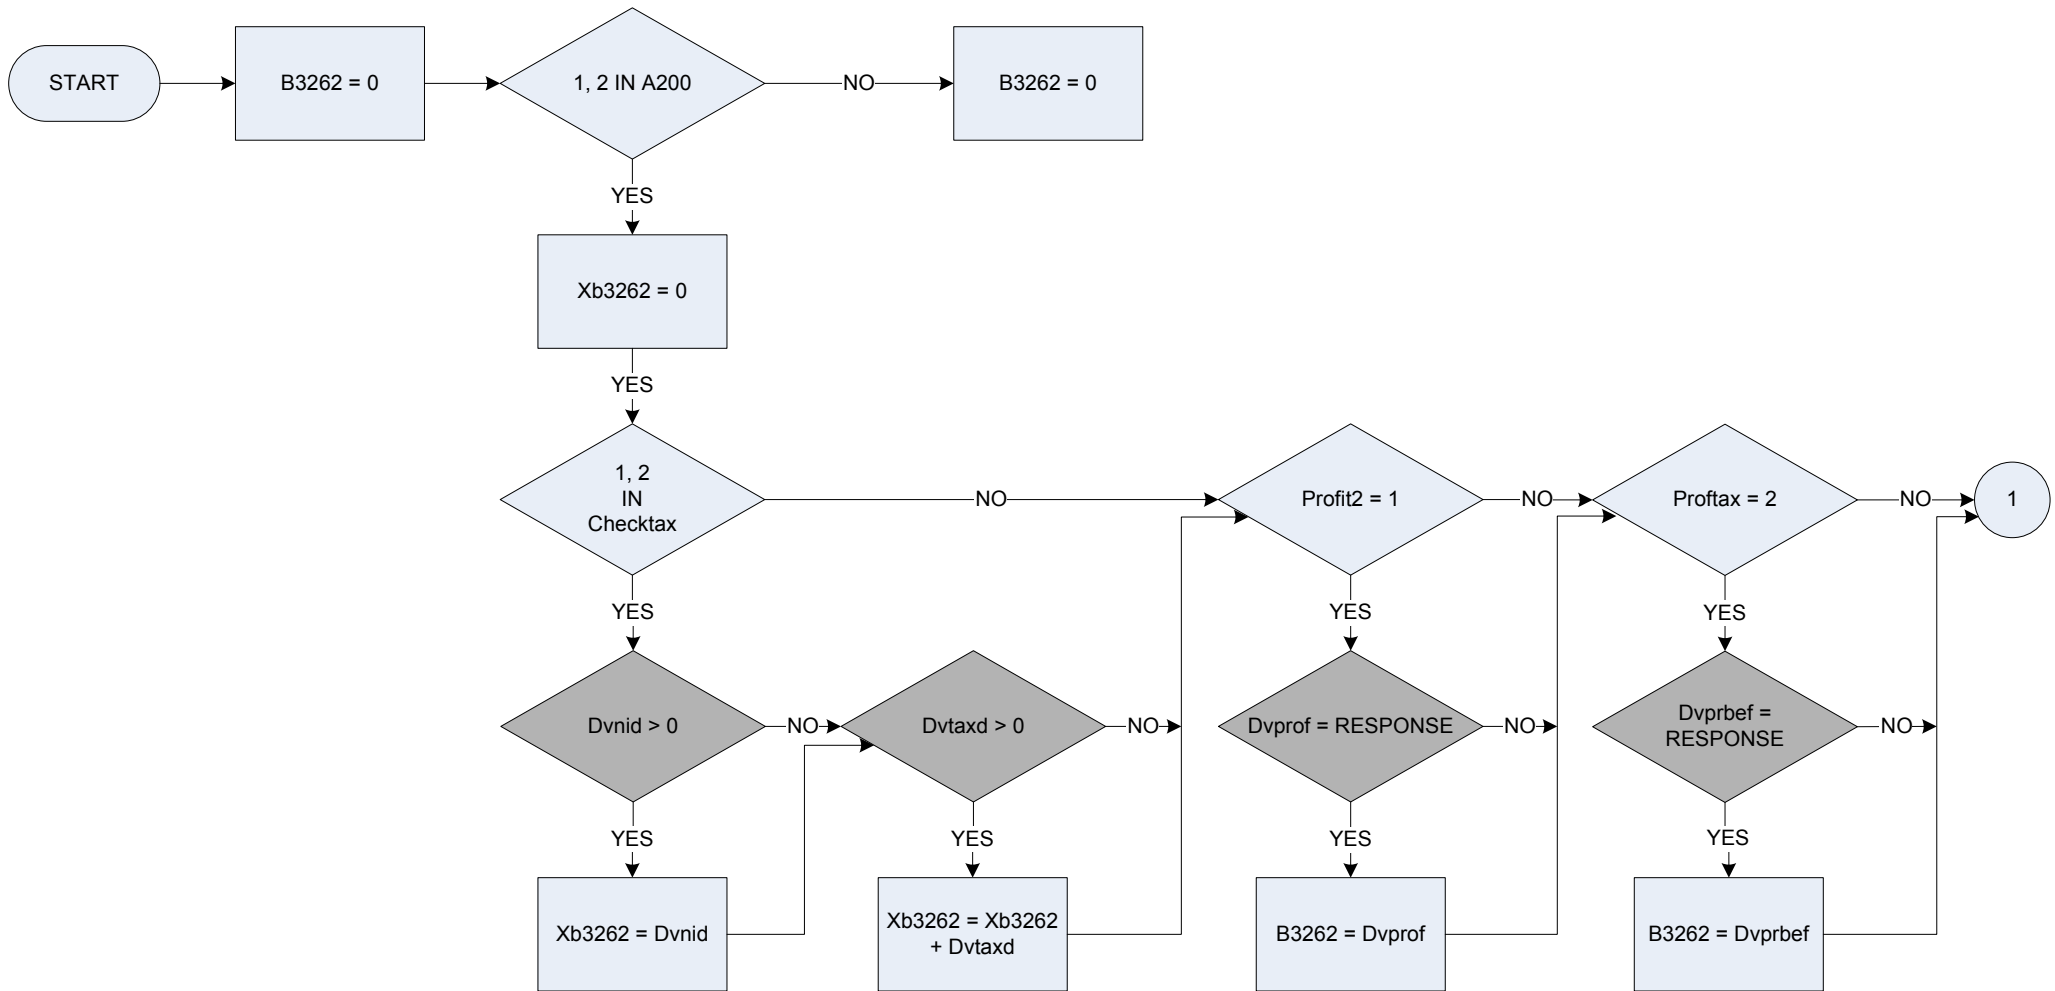 START
B3262 = 0
1, 2 IN A200
NO
B3262 = 0
YES
Xb3262 = 0
YES
1, 2
IN
Checktax
NO
Profit2 = 1
NO
Proftax = 2
NO
1
YES
YES
YES
Dvnid > 0
NO
Dvtaxd > 0
NO
Dvprof = RESPONSE
NO
Dvprbef =
RESPONSE
NO
YES
YES
YES
YES
Xb3262 = Dvnid
Xb3262 = Xb3262
+ Dvtaxd
B3262 = Dvprof
B3262 = Dvprbef